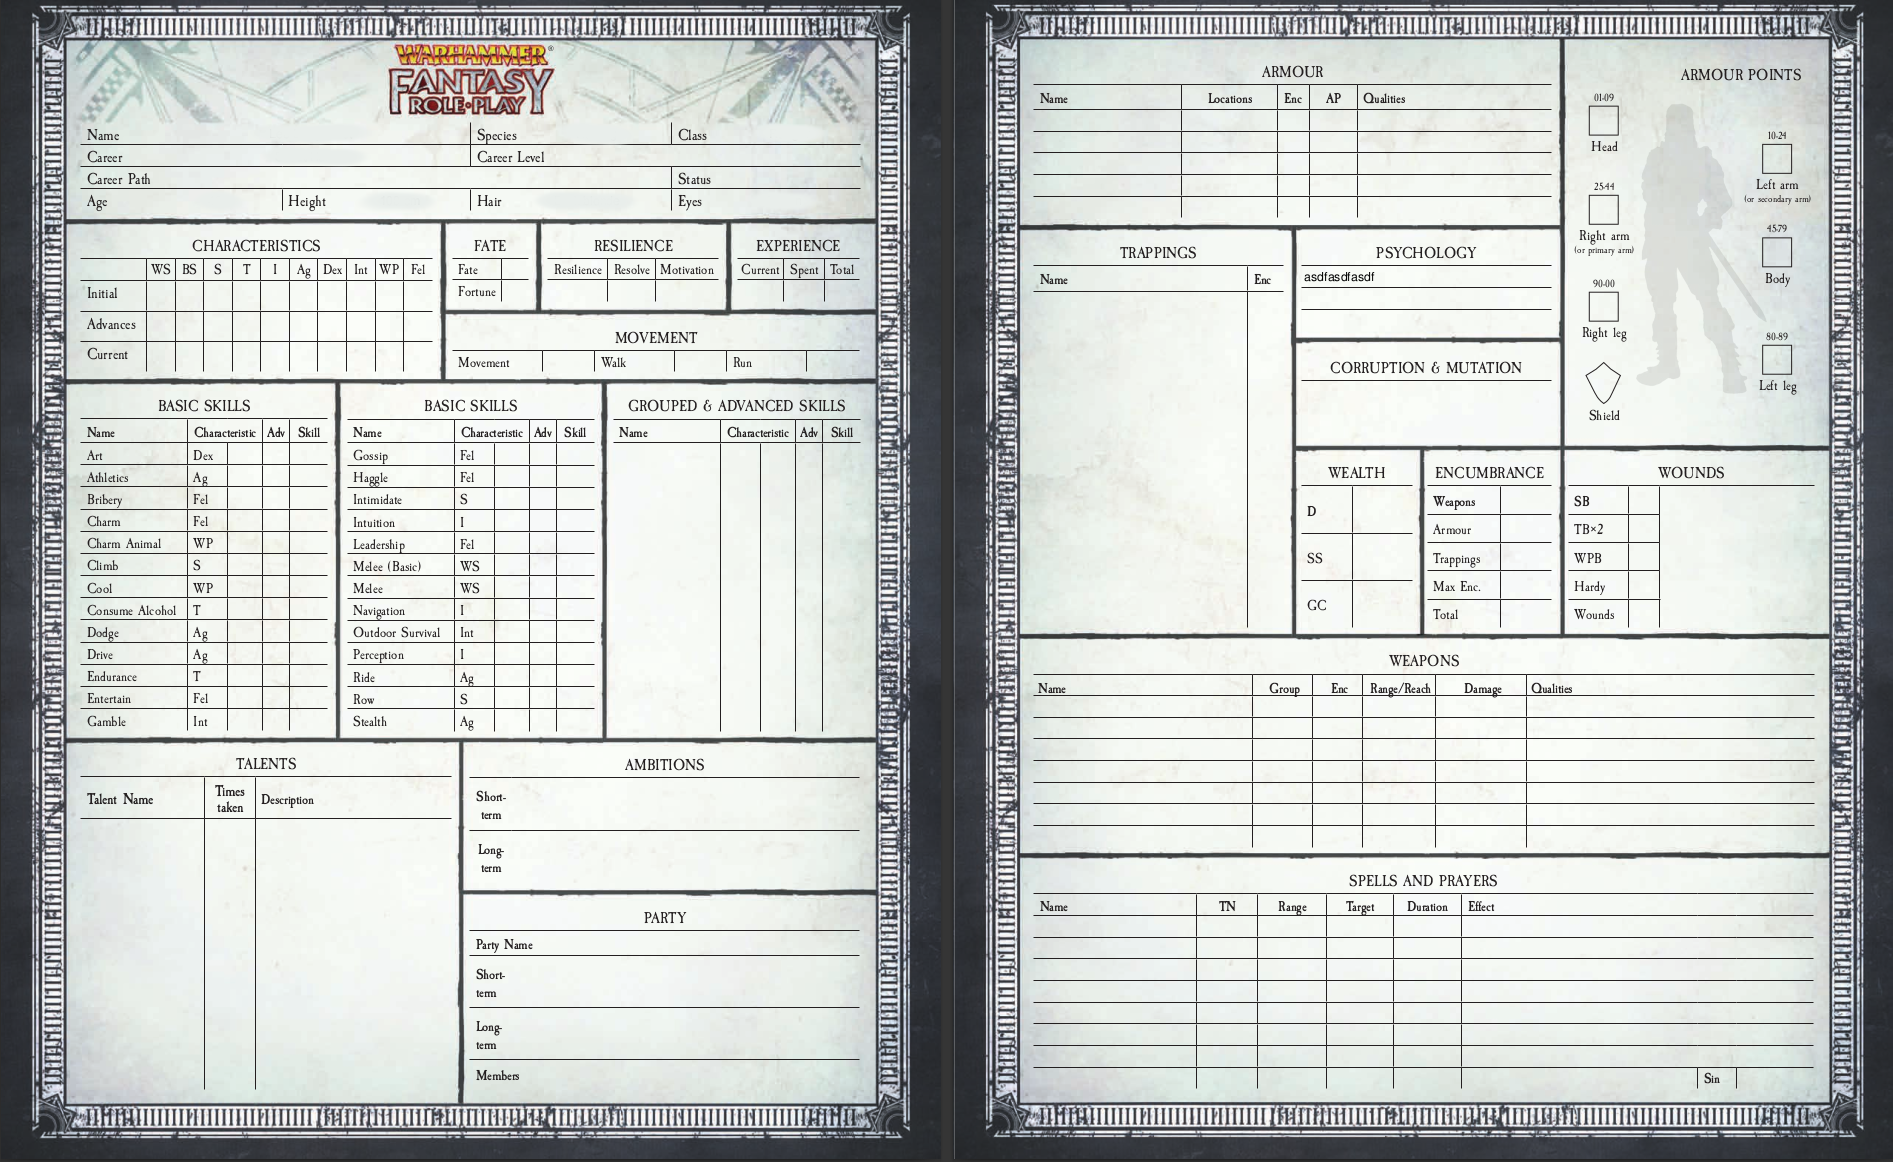 WARHAMMER®
FANTASY
ROLE·PLAY
Name Species Class
Career Career Level
Career Path Status
Age Height Hair Eyes
CHARACTERISTICS
WS BS S T I Ag Dex Int WP Fel
Initial
Advances
Current
FATE
Fate
Fortune
RESILIENCE
Resilience Resolve Motivation
EXPERIENCE
Current Spent Total
MOVEMENT
Movement Walk Run
BASIC SKILLS
Name Characteristic Adv Skill
Art Dex
Athletics Ag
Bribery Fel
Charm Fel
Charm Animal WP
Climb S
Cool WP
Consume Alcohol T
Dodge Ag
Drive Ag
Endurance T
Entertain Fel
Gamble Int
BASIC SKILLS
Name Characteristic Adv Skill
Gossip Fel
Haggle Fel
Intimidate S
Intuition I
Leadership Fel
Melee (Basic) WS
Melee WS
Navigation I
Outdoor Survival Int
Perception I
Ride Ag
Row S
Stealth Ag
GROUPED & ADVANCED SKILLS
Name Characteristic Adv Skill
TALENTS
Talent Name Times taken Description
AMBITIONS
Short-
term
Long-
term
PARTY
Party Name
Short-
term
Long-
term
Members
ARMOUR
Name Locations Enc AP Qualities
ARMOUR POINTS
01-09
Head
10-24
Left arm
(or secondary arm)
25-44
Right arm
(or primary arm)
45-79
Body
90-00
Right leg
80-89
Left leg
Shield
TRAPPINGS
Name Enc
PSYCHOLOGY
asdfasdfasdf
CORRUPTION & MUTATION
WEALTH
D
SS
GC
ENCUMBRANCE
Weapons
Armour
Trappings
Max Enc.
Total
WOUNDS
SB
TB×2
WPB
Hardy
Wounds
WEAPONS
Name Group Enc Range/Reach Damage Qualities
SPELLS AND PRAYERS
Name TN Range Target Duration Effect
Sin